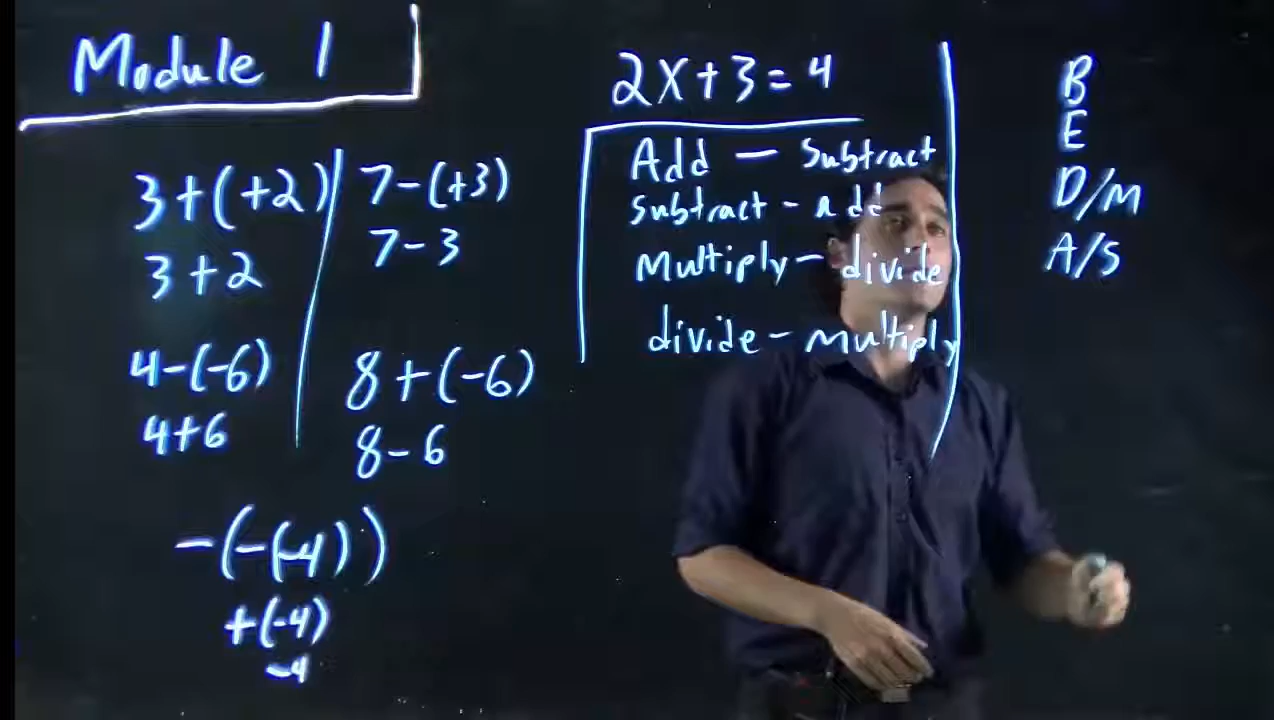 Module 1
3+(+2)
3+2
7-(+3)
7-3
4-(-6)
4+6
8+(-6)
8-6
-(-(-4))
+(-4)
-4
2x+3=4
Add - Subtract
subtract - add
multiply - divide
divide - multiply
B
E
D/M
A/S